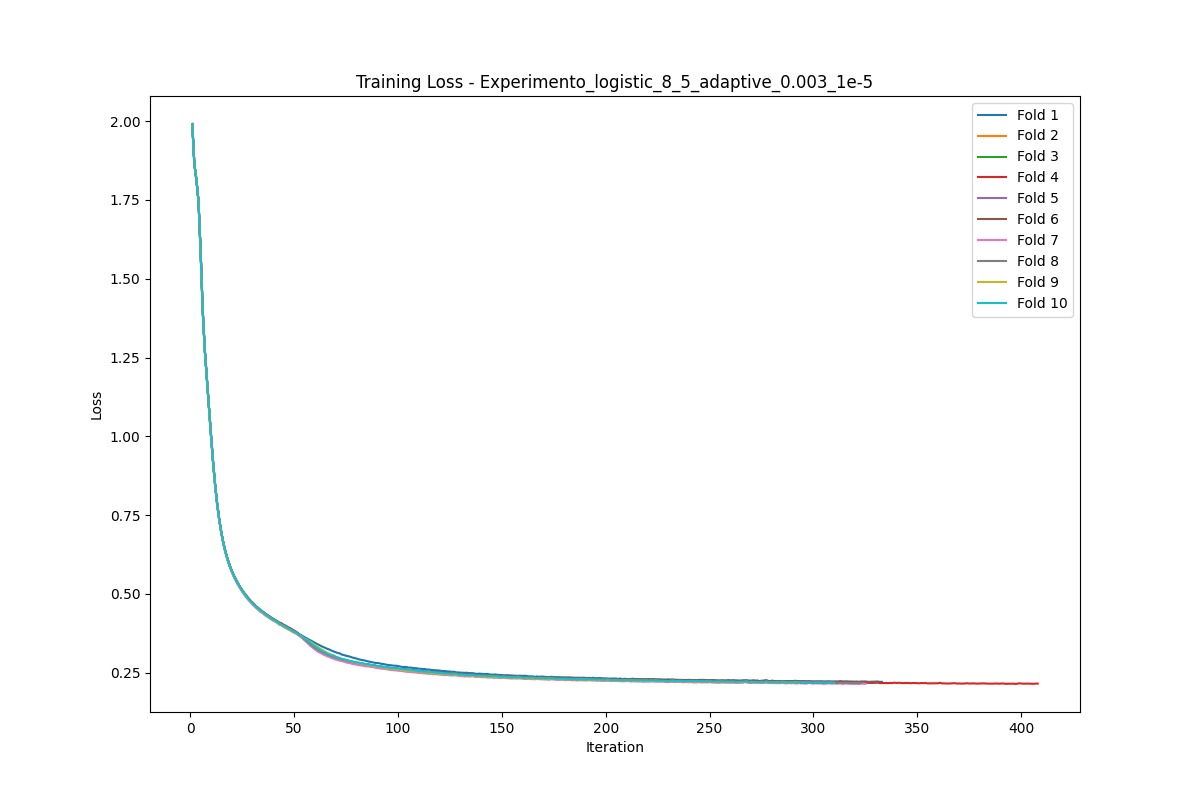 Training Loss - Experimento_logistic_8_5_adaptive_0.003_1e-5
Fold 1
Fold 2
Fold 3
Fold 4
Fold 5
Fold 6
Fold 7
Fold 8
Fold 9
Fold 10
2.00
1.75
1.50
1.25
1.00
0.75
0.50
0.25
Loss
0
50
100
150
200
250
300
350
400
Iteration